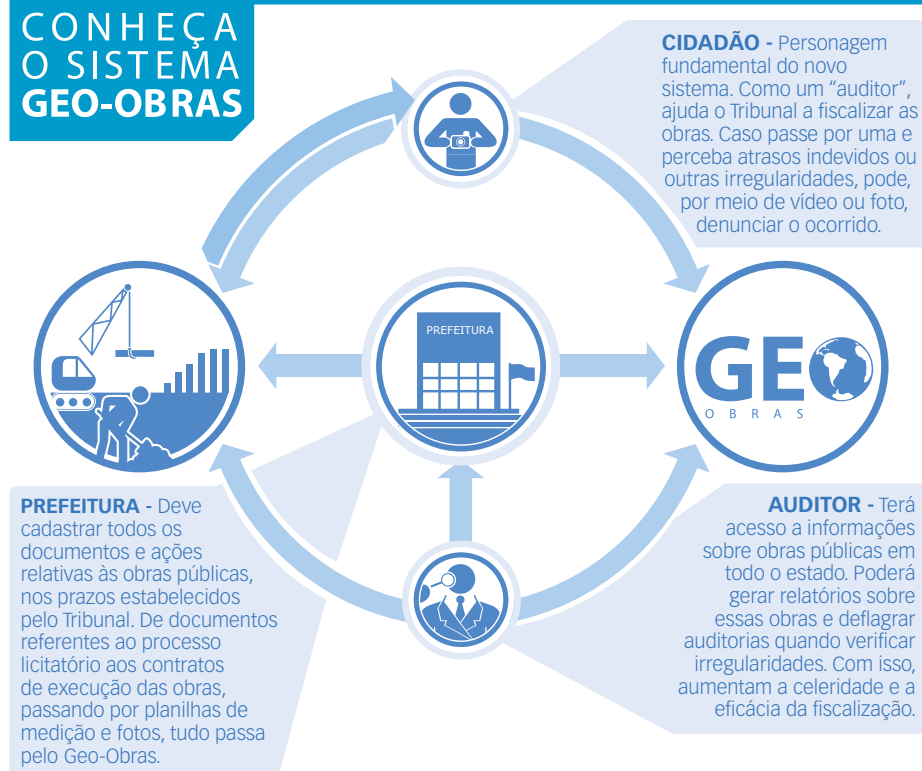 CONHEÇA
O SISTEMA
GEO-OBRAS
CIDADÃO - Personagem
fundamental do novo
sistema. Como um “auditor”,
ajuda o Tribunal a fiscalizar as
obras. Caso passe por uma e
perceba atrasos indevidos ou
outras irregularidades, pode,
por meio de vídeo ou foto,
denunciar o ocorrido.
PREFEITURA
GEO
OBRAS
PREFEITURA - Deve
cadastrar todos os
documentos e ações
relativas às obras públicas,
nos prazos estabelecidos
pelo Tribunal. De documentos
referentes ao processo
licitatório aos contratos
de execução das obras,
passando por planilhas de
medição e fotos, tudo passa
pelo Geo-Obras.
AUDITOR - Terá
acesso a informações
sobre obras públicas em
todo o estado. Poderá
gerar relatórios sobre
essas obras e deflagrar
auditorias quando verificar
irregularidades. Com isso,
aumentam a celeridade e a
eficácia da fiscalização.